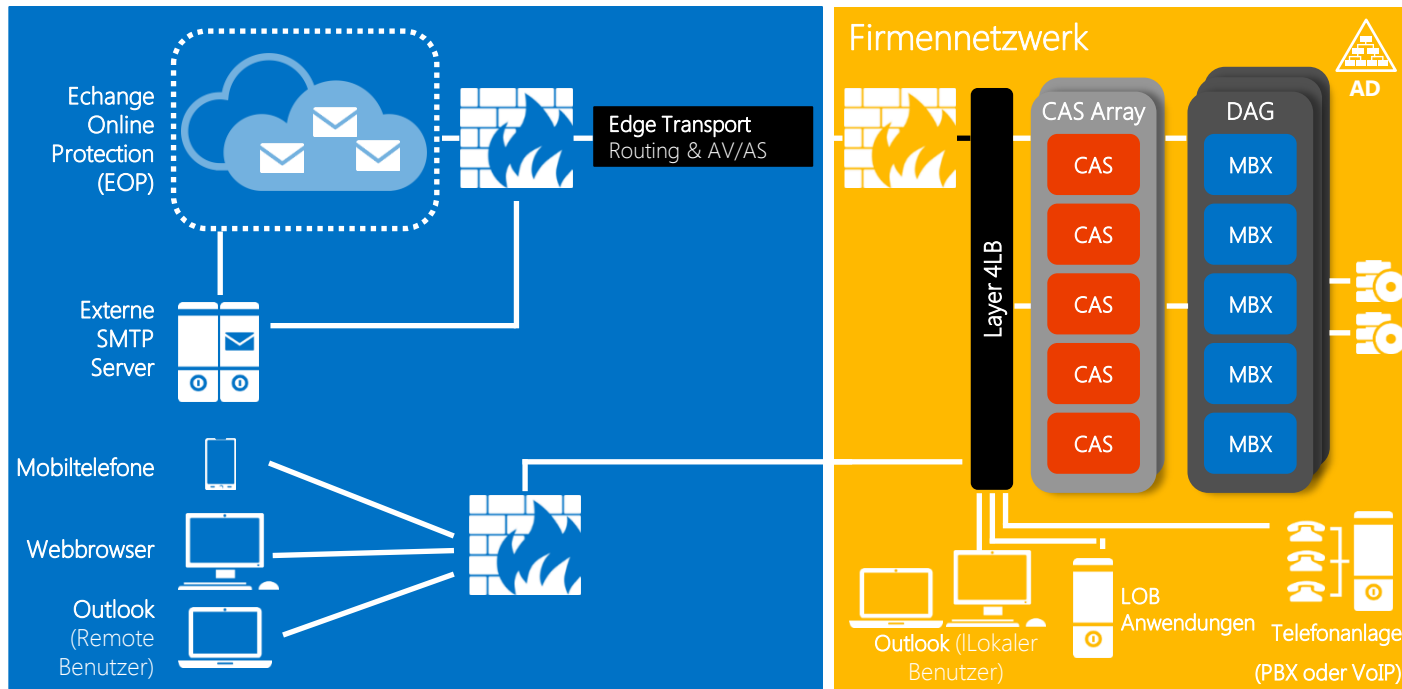 Echange
Online
Protection
(EOP)
Edge Transport
Routing & AV/AS
Externe
SMTP
Server
Mobiltelefone
Webbrowser
Outlook
(Remote
Benutzer)
Firmennetzwerk
AD
Layer 4LB
CAS Array
CAS
CAS
CAS
CAS
CAS
DAG
MBX
MBX
MBX
MBX
MBX
Outlook (lLokaler
Benutzer)
LOB
Anwendungen
Telefonanlage
(PBX oder VoIP)